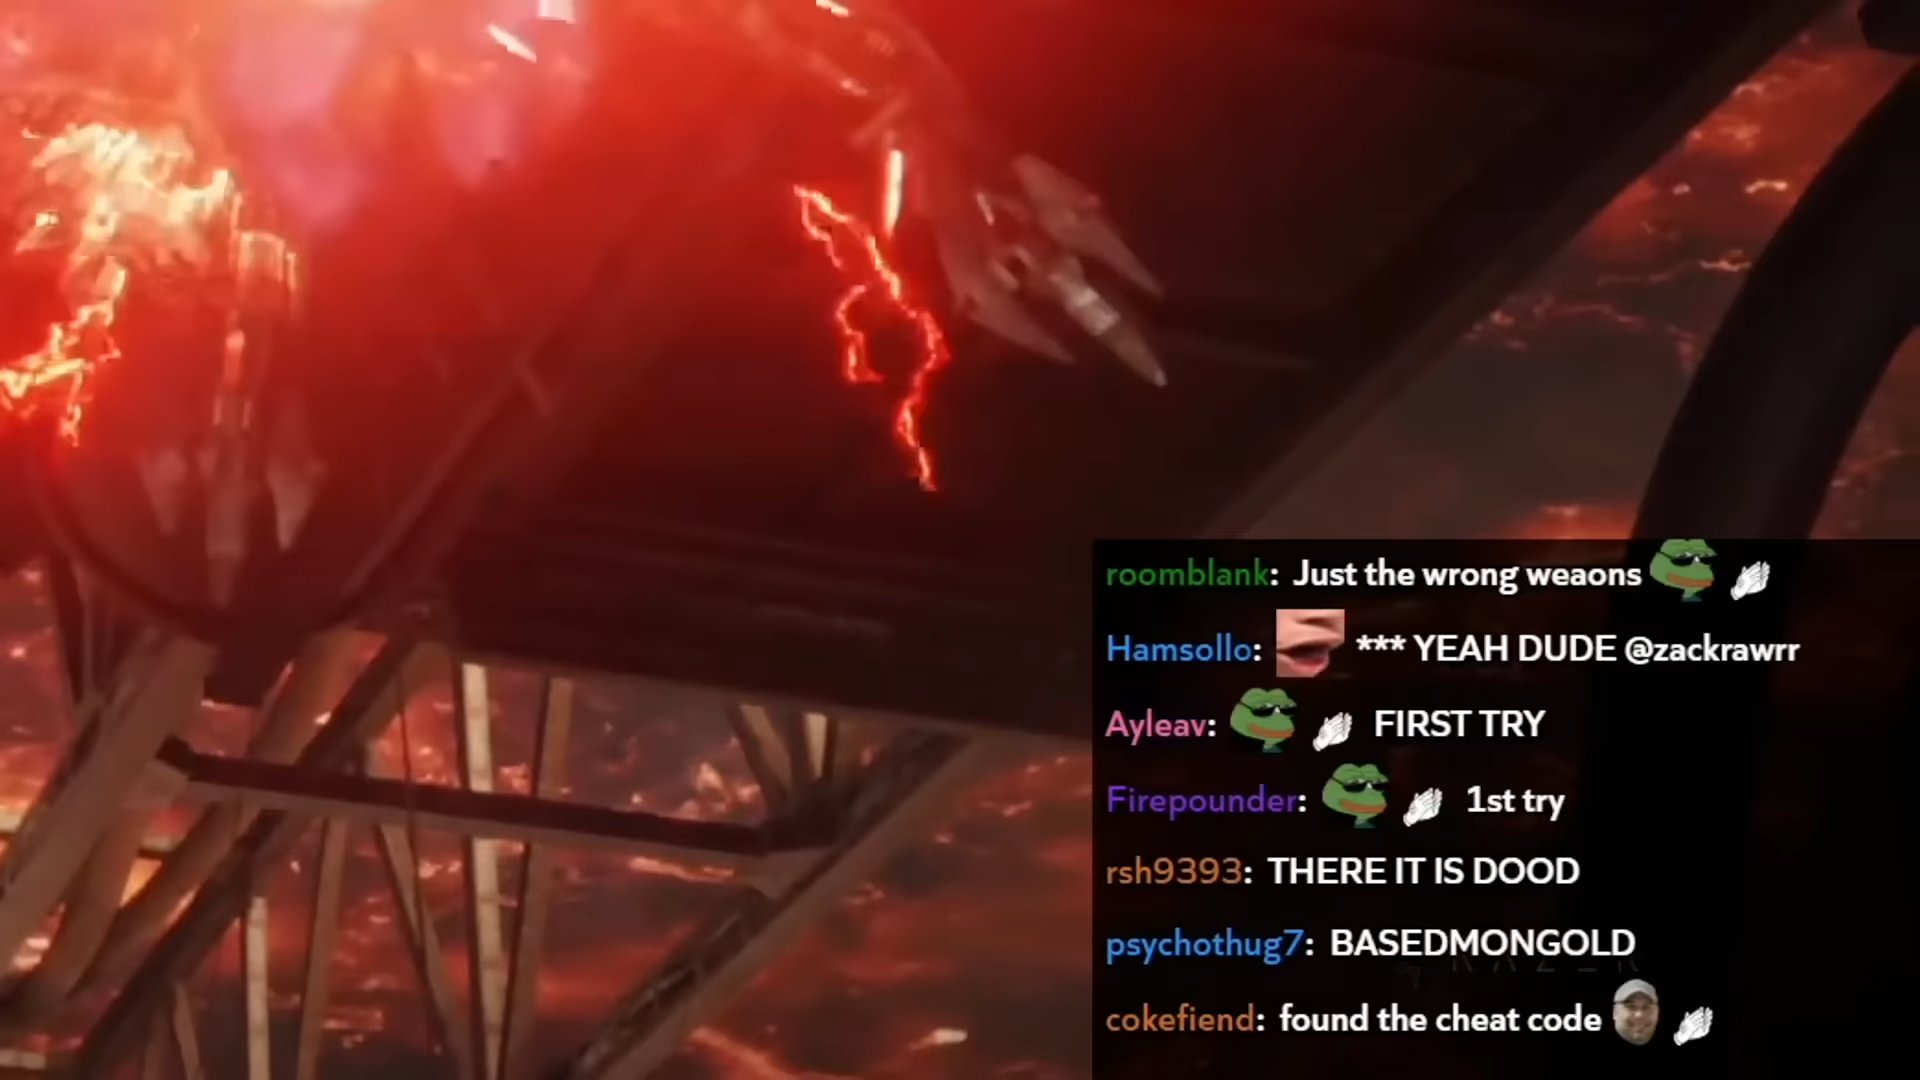 roomblank: Just the wrong weaons
Hamsollo: *** YEAH DUDE @zackrawrr
Ayleav: FIRST TRY
Firepounder: 1st try
rsh9393: THERE IT IS DOOD
psychothug7: BASEDMONGOLD
RAZER
cokefiend: found the cheat code